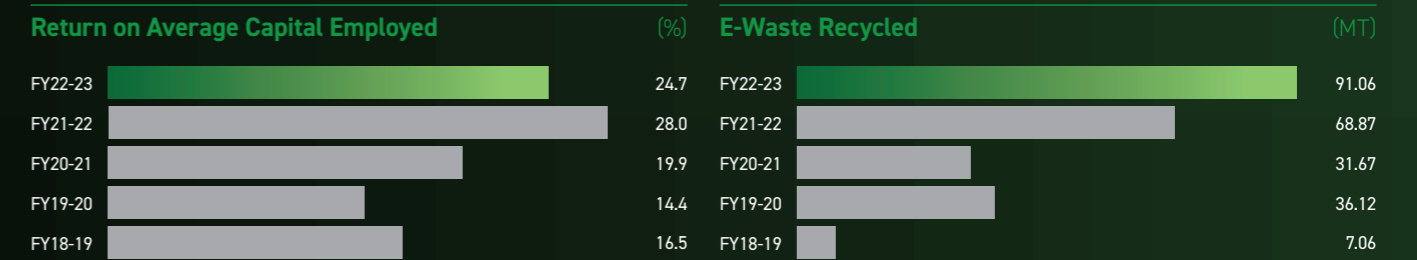 Return on Average Capital Employed (%)
FY22-23 24.7
FY21-22 28.0
FY20-21 19.9
FY19-20 14.4
FY18-19 16.5
E-Waste Recycled (MT)
FY22-23 91.06
FY21-22 68.87
FY20-21 31.67
FY19-20 36.12
FY18-19 7.06